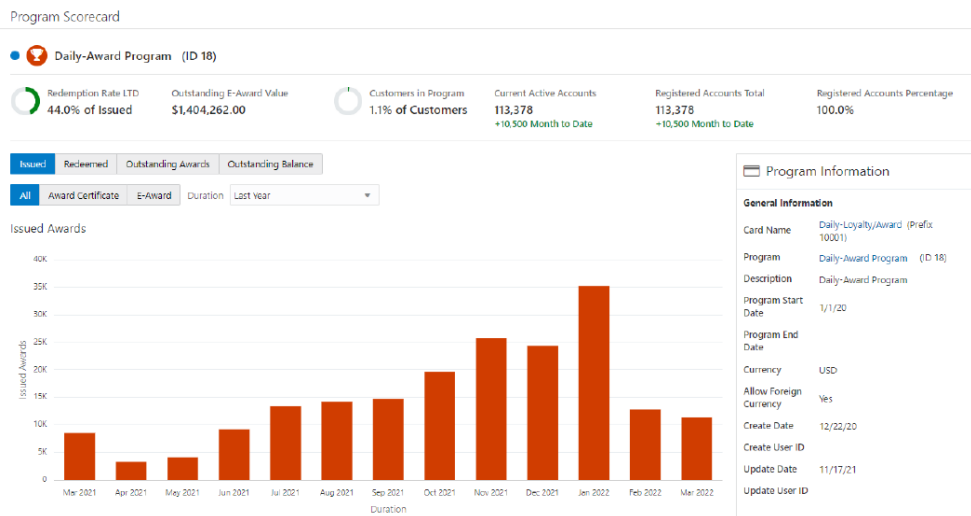 Program Scorecard
Daily-Award Program (ID 18)
Redemption Rate LTD
44.0% of Issued
Outstanding E-Award Value
$1,404,262.00
Customers in Program
1.1% of Customers
Current Active Accounts
113,378
+10,500 Month to Date
Registered Accounts Total
113,378
+10,500 Month to Date
Registered Accounts Percentage
100.0%
Issued Redeemed Outstanding Awards Outstanding Balance
All Award Certificate E-Award Duration Last Year
Issued Awards
40K
35K
30K
25K
20K
15K
10K
5K
0
Issued Awards
Mar 2021 Apr 2021 May 2021 Jun 2021 Jul 2021 Aug 2021 Sep 2021 Oct 2021 Nov 2021 Dec 2021 Jan 2022 Feb 2022 Mar 2022
Duration
Program Information
General Information
Card Name Daily-Loyalty/Award (Prefix
10001)
Program Daily-Award Program (ID 18)
Description Daily-Award Program
Program Start
Date
1/1/20
Program End
Date
Currency USD
Allow Foreign
Currency
Yes
Create Date 12/22/20
Create User ID
Update Date 11/17/21
Update User ID